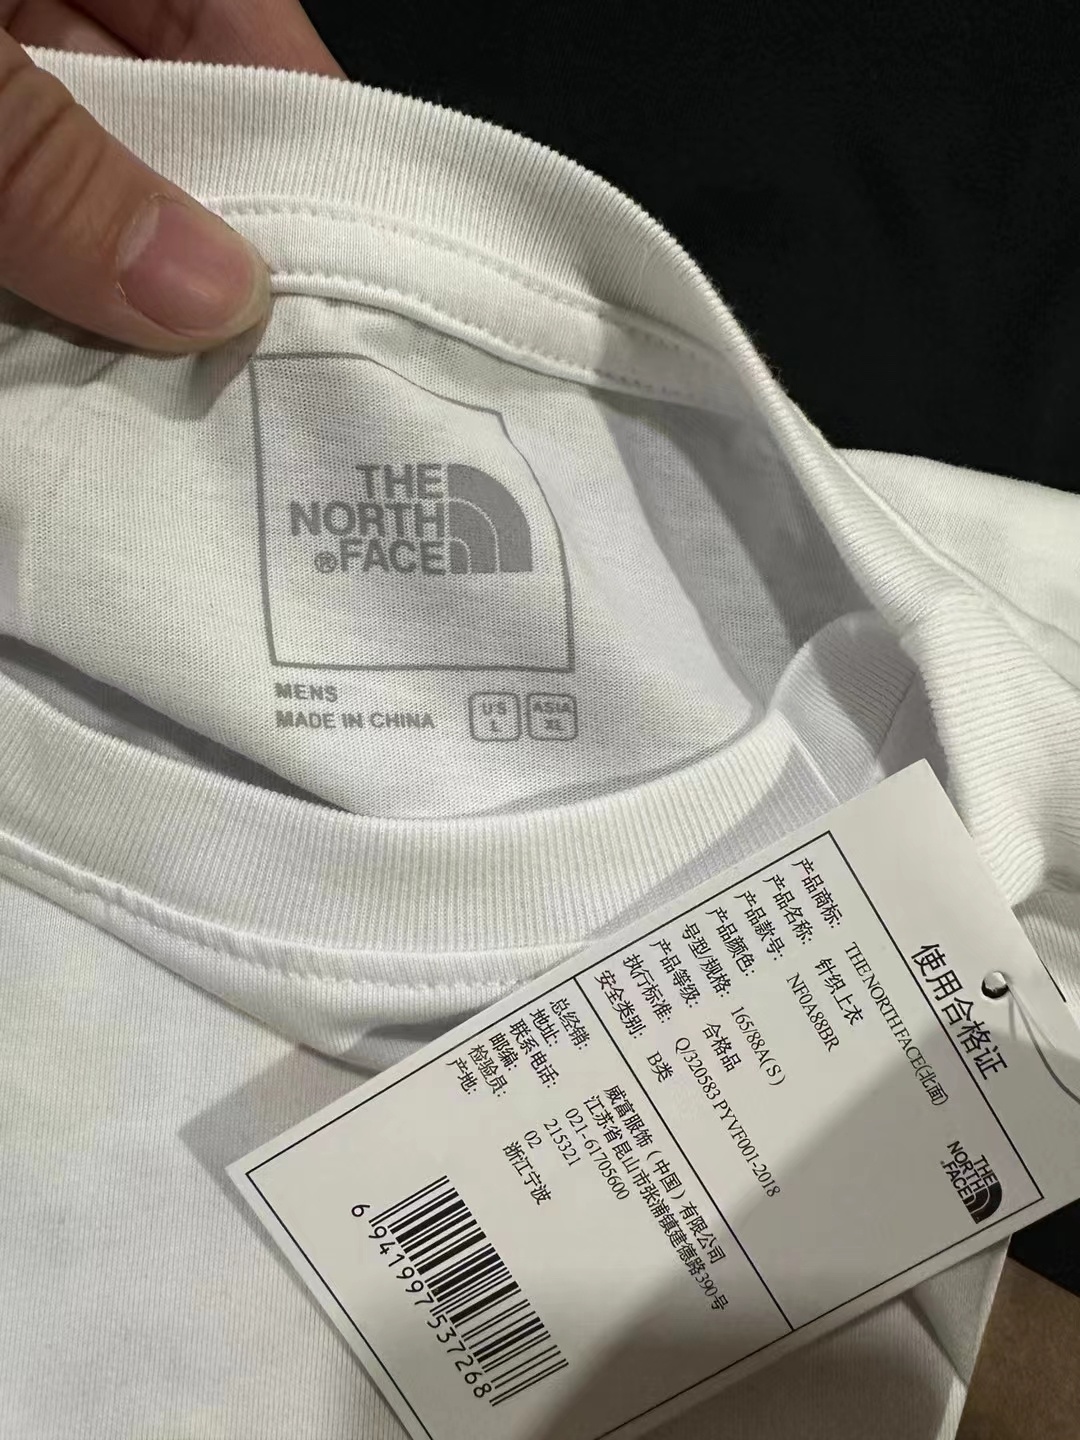 THE
NORTH
®FACE
MENS
MADE IN CHINA
US
L
ASIA
XL
使用合格证
产品商标: THE NORTH FACE(北面)
产品名称: 针织上衣
产品款号: NF0A88BR
产品颜色:
号型/规格: 165/88A(S)
产品等级: 合格品
执行标准: Q/320583 PYVF001-2018
安全类别: B类
THE
NORTH
FACE
总经销: 威富服饰（中国）有限公司
地址: 江苏省昆山市张浦镇建德路390号
联系电话: 021-61705600
邮编: 215321
检验员: 02
产地: 浙江宁波
6941997537268